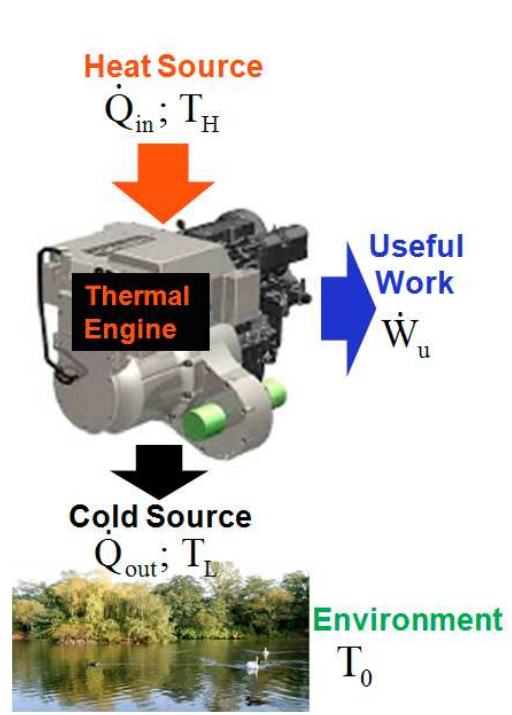 Heat Source
Q̇in ; TH
Thermal
Engine
Useful
Work
Ẇu
Cold Source
Q̇out ; TL
Environment
T0